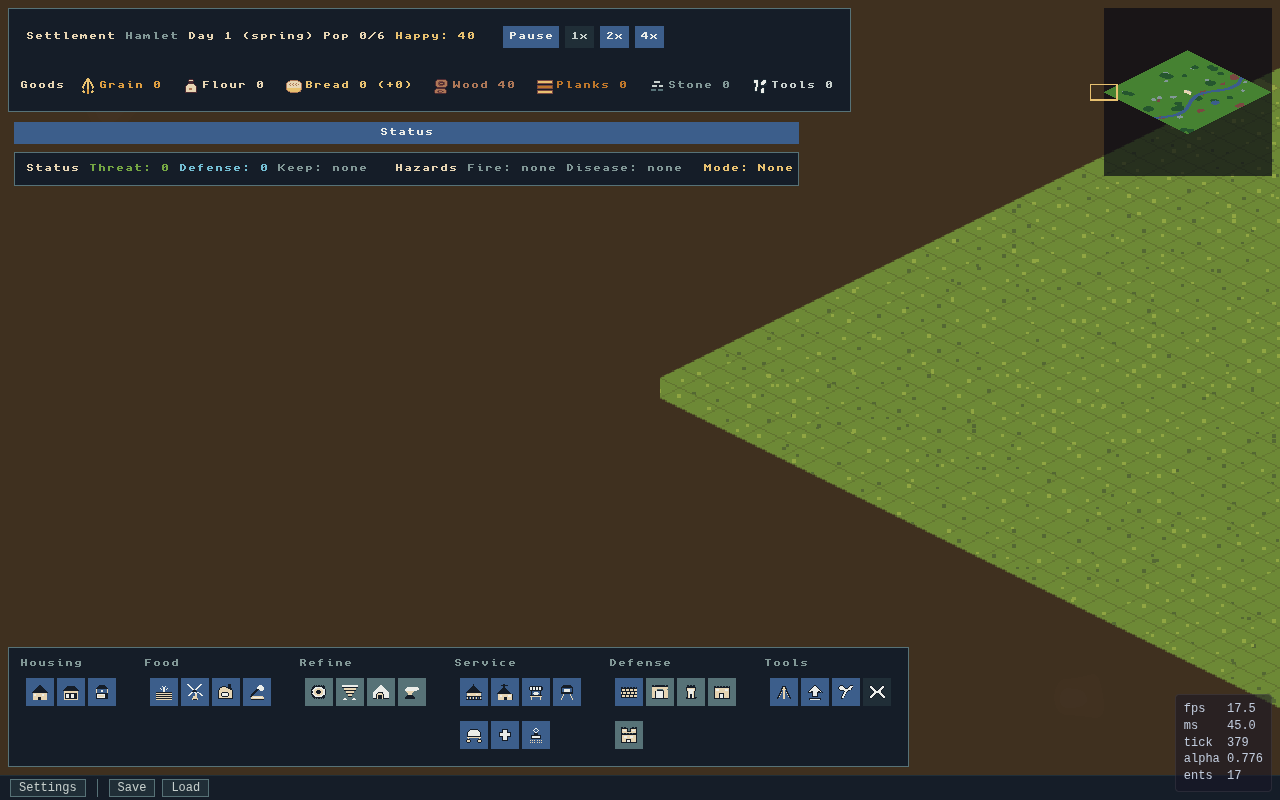 Settlement Hamlet Day 1 (spring) Pop 0/6 Happy: 40 Pause 1x 2x 4x
Goods Grain 0 Flour 0 Bread 0 (+0) Wood 40 Planks 0 Stone 0 Tools 0
Status
Status Threat: 0 Defense: 0 Keep: none Hazards Fire: none Disease: none Mode: None
Housing Food Refine Service Defense Tools
fps 17.5
ms 45.0
tick 379
alpha 0.776
ents 17
Settings Save Load